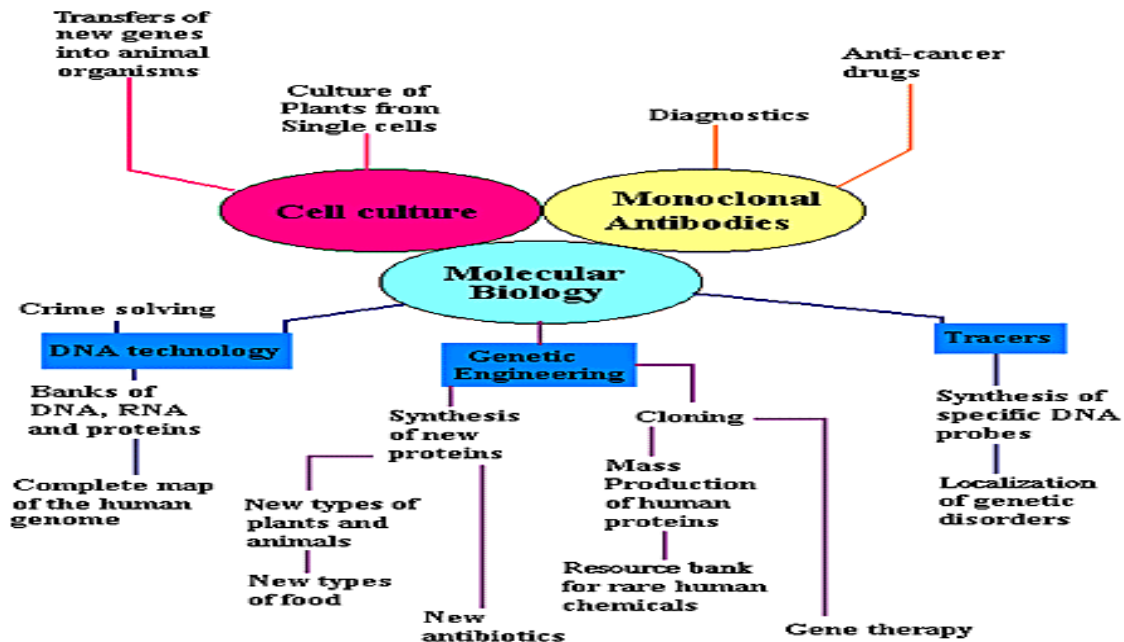 Transfers of
new genes
into animal
organisms
Culture of
Plants from
Single cells
Anti-cancer
drugs
Diagnostics
Cell culture
Monoclonal
Antibodies
Molecular
Biology
Crime solving
DNA technology
Banks of
DNA, RNA
and proteins
Complete map
of the human
genome
Genetic
Engineering
Synthesis
of new
proteins
New types of
plants and
animals
New types
of food
New
antibiotics
Cloning
Mass
Production
of human
proteins
Resource bank
for rare human
chemicals
Gene therapy
Tracers
Synthesis of
specific DNA
probes
Localization
of genetic
disorders